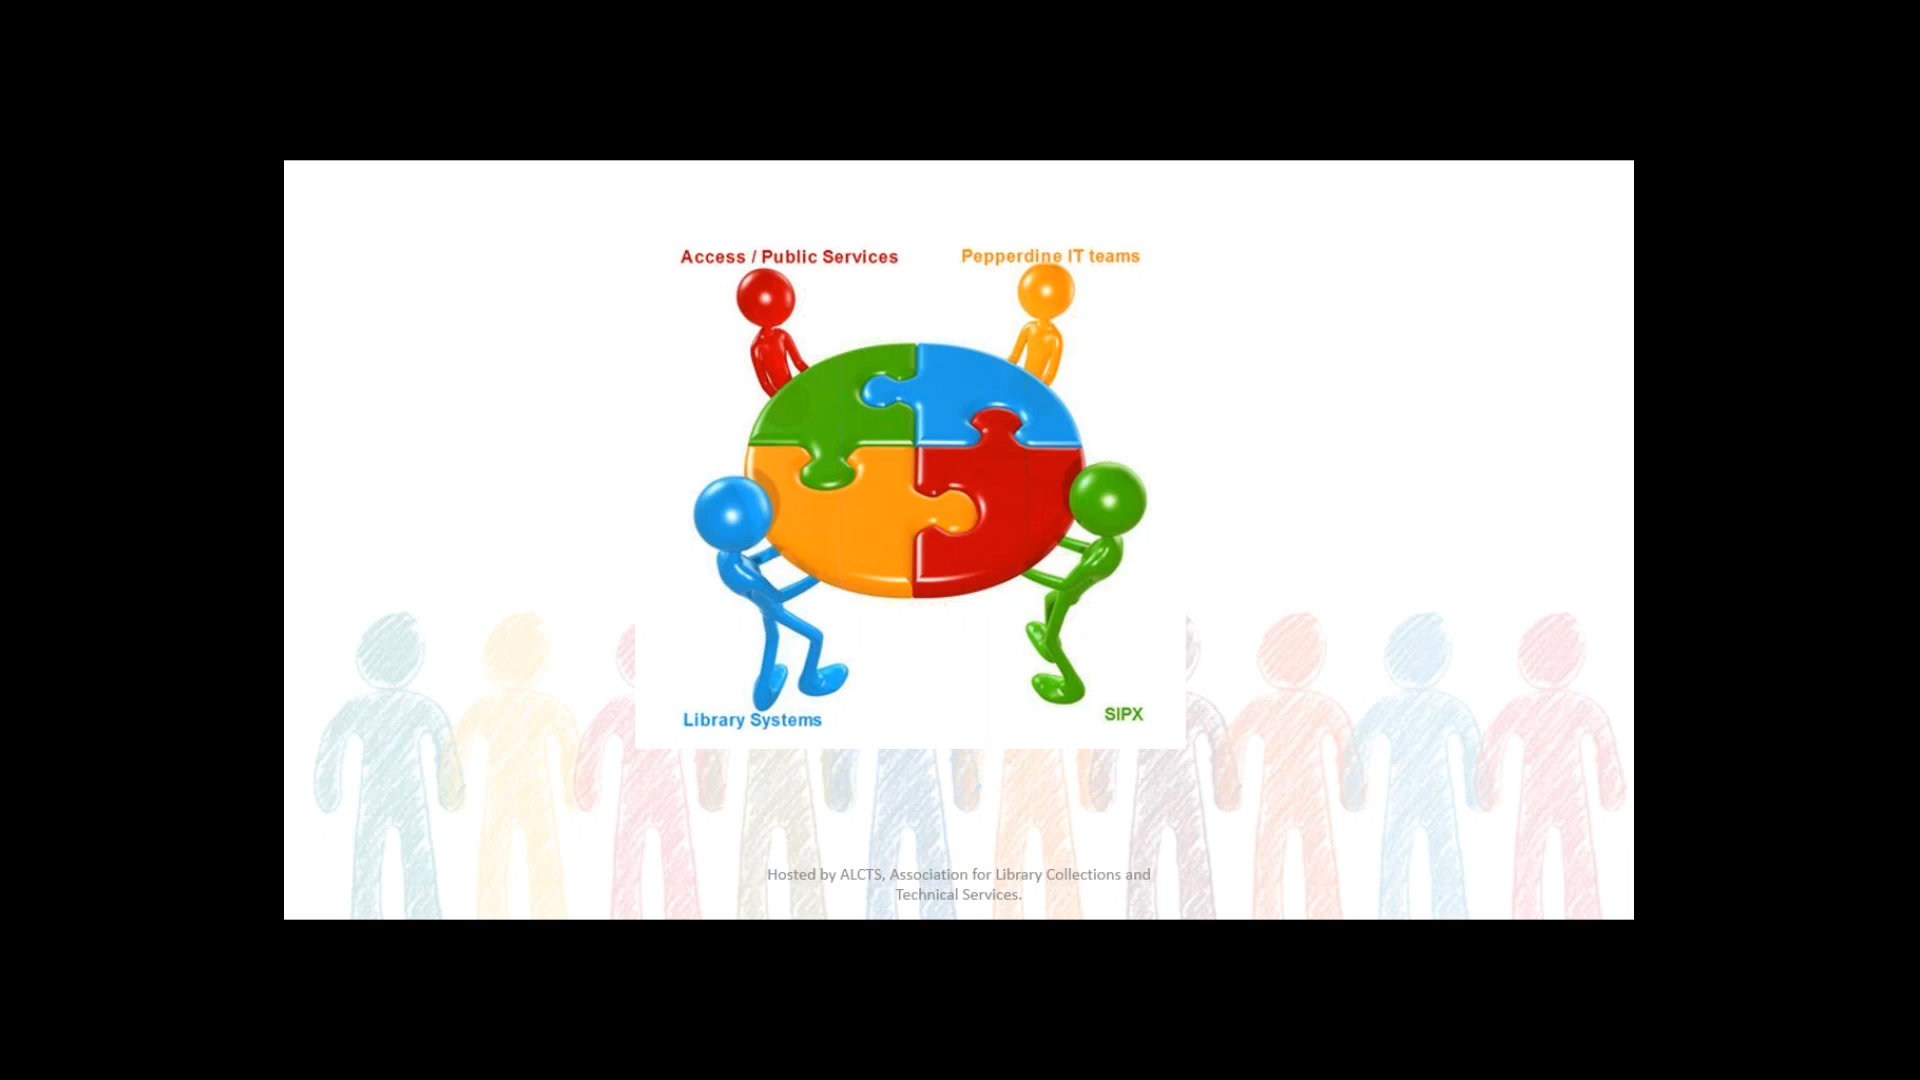 Access / Public Services
Pepperdine IT teams
Library Systems
SIPX
Hosted by ALCTS, Association for Library Collections and
Technical Services.